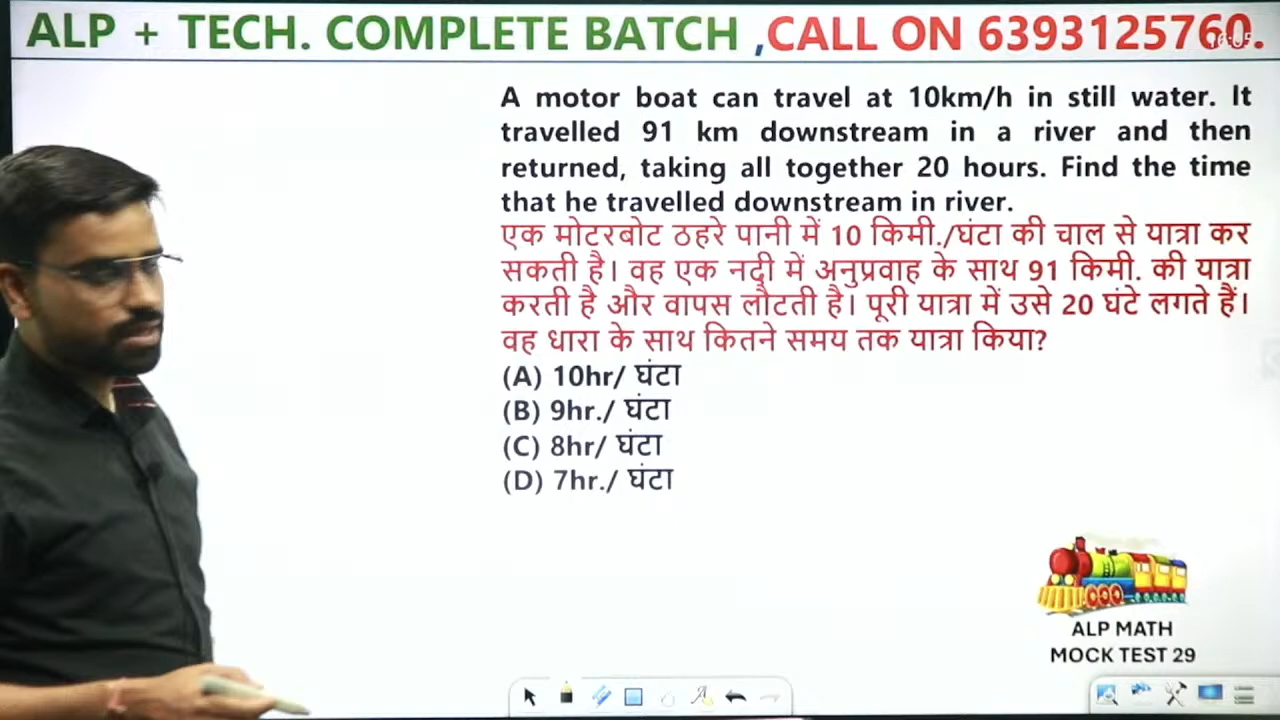 ALP + TECH. COMPLETE BATCH ,CALL ON 6393125760.
16:05
A motor boat can travel at 10km/h in still water. It
travelled 91 km downstream in a river and then
returned, taking all together 20 hours. Find the time
that he travelled downstream in river.
एक मोटरबोट ठहरे पानी में 10 किमी./घंटा की चाल से यात्रा कर
सकती है। वह एक नदी में अनुप्रवाह के साथ 91 किमी. की यात्रा
करती है और वापस लौटती है। पूरी यात्रा में उसे 20 घंटे लगते हैं।
वह धारा के साथ कितने समय तक यात्रा किया?
(A) 10hr/ घंटा
(B) 9hr./ घंटा
(C) 8hr/ घंटा
(D) 7hr./ घंटा
ALP MATH
MOCK TEST 29